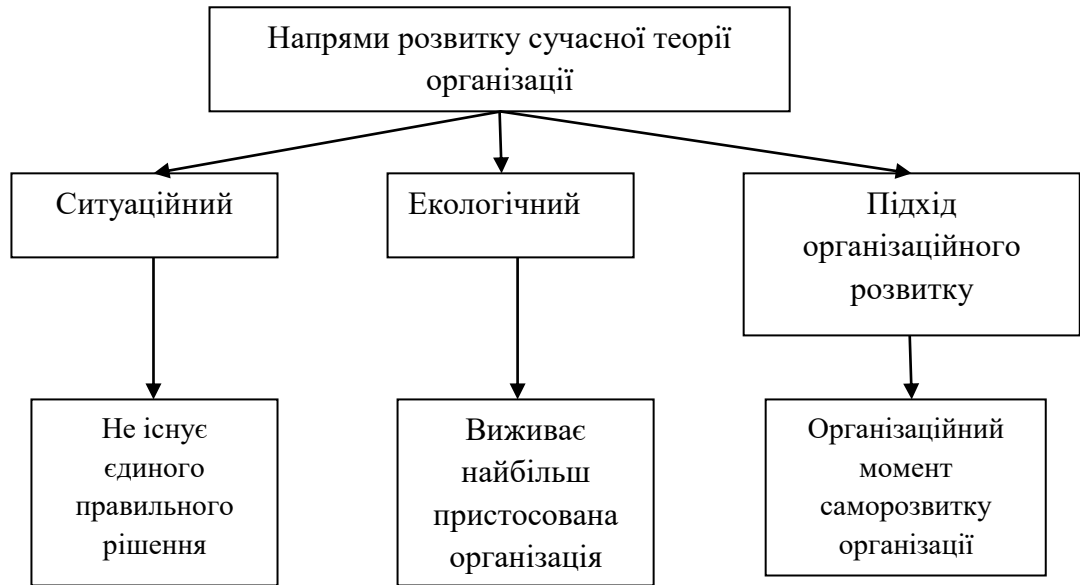 Напрями розвитку сучасної теорії
організації
Ситуаційний
Екологічний
Підхід
організаційного
розвитку
Не існує
єдиного
правильного
рішення
Виживає
найбільш
пристосована
організація
Організаційний
момент
саморозвитку
організації